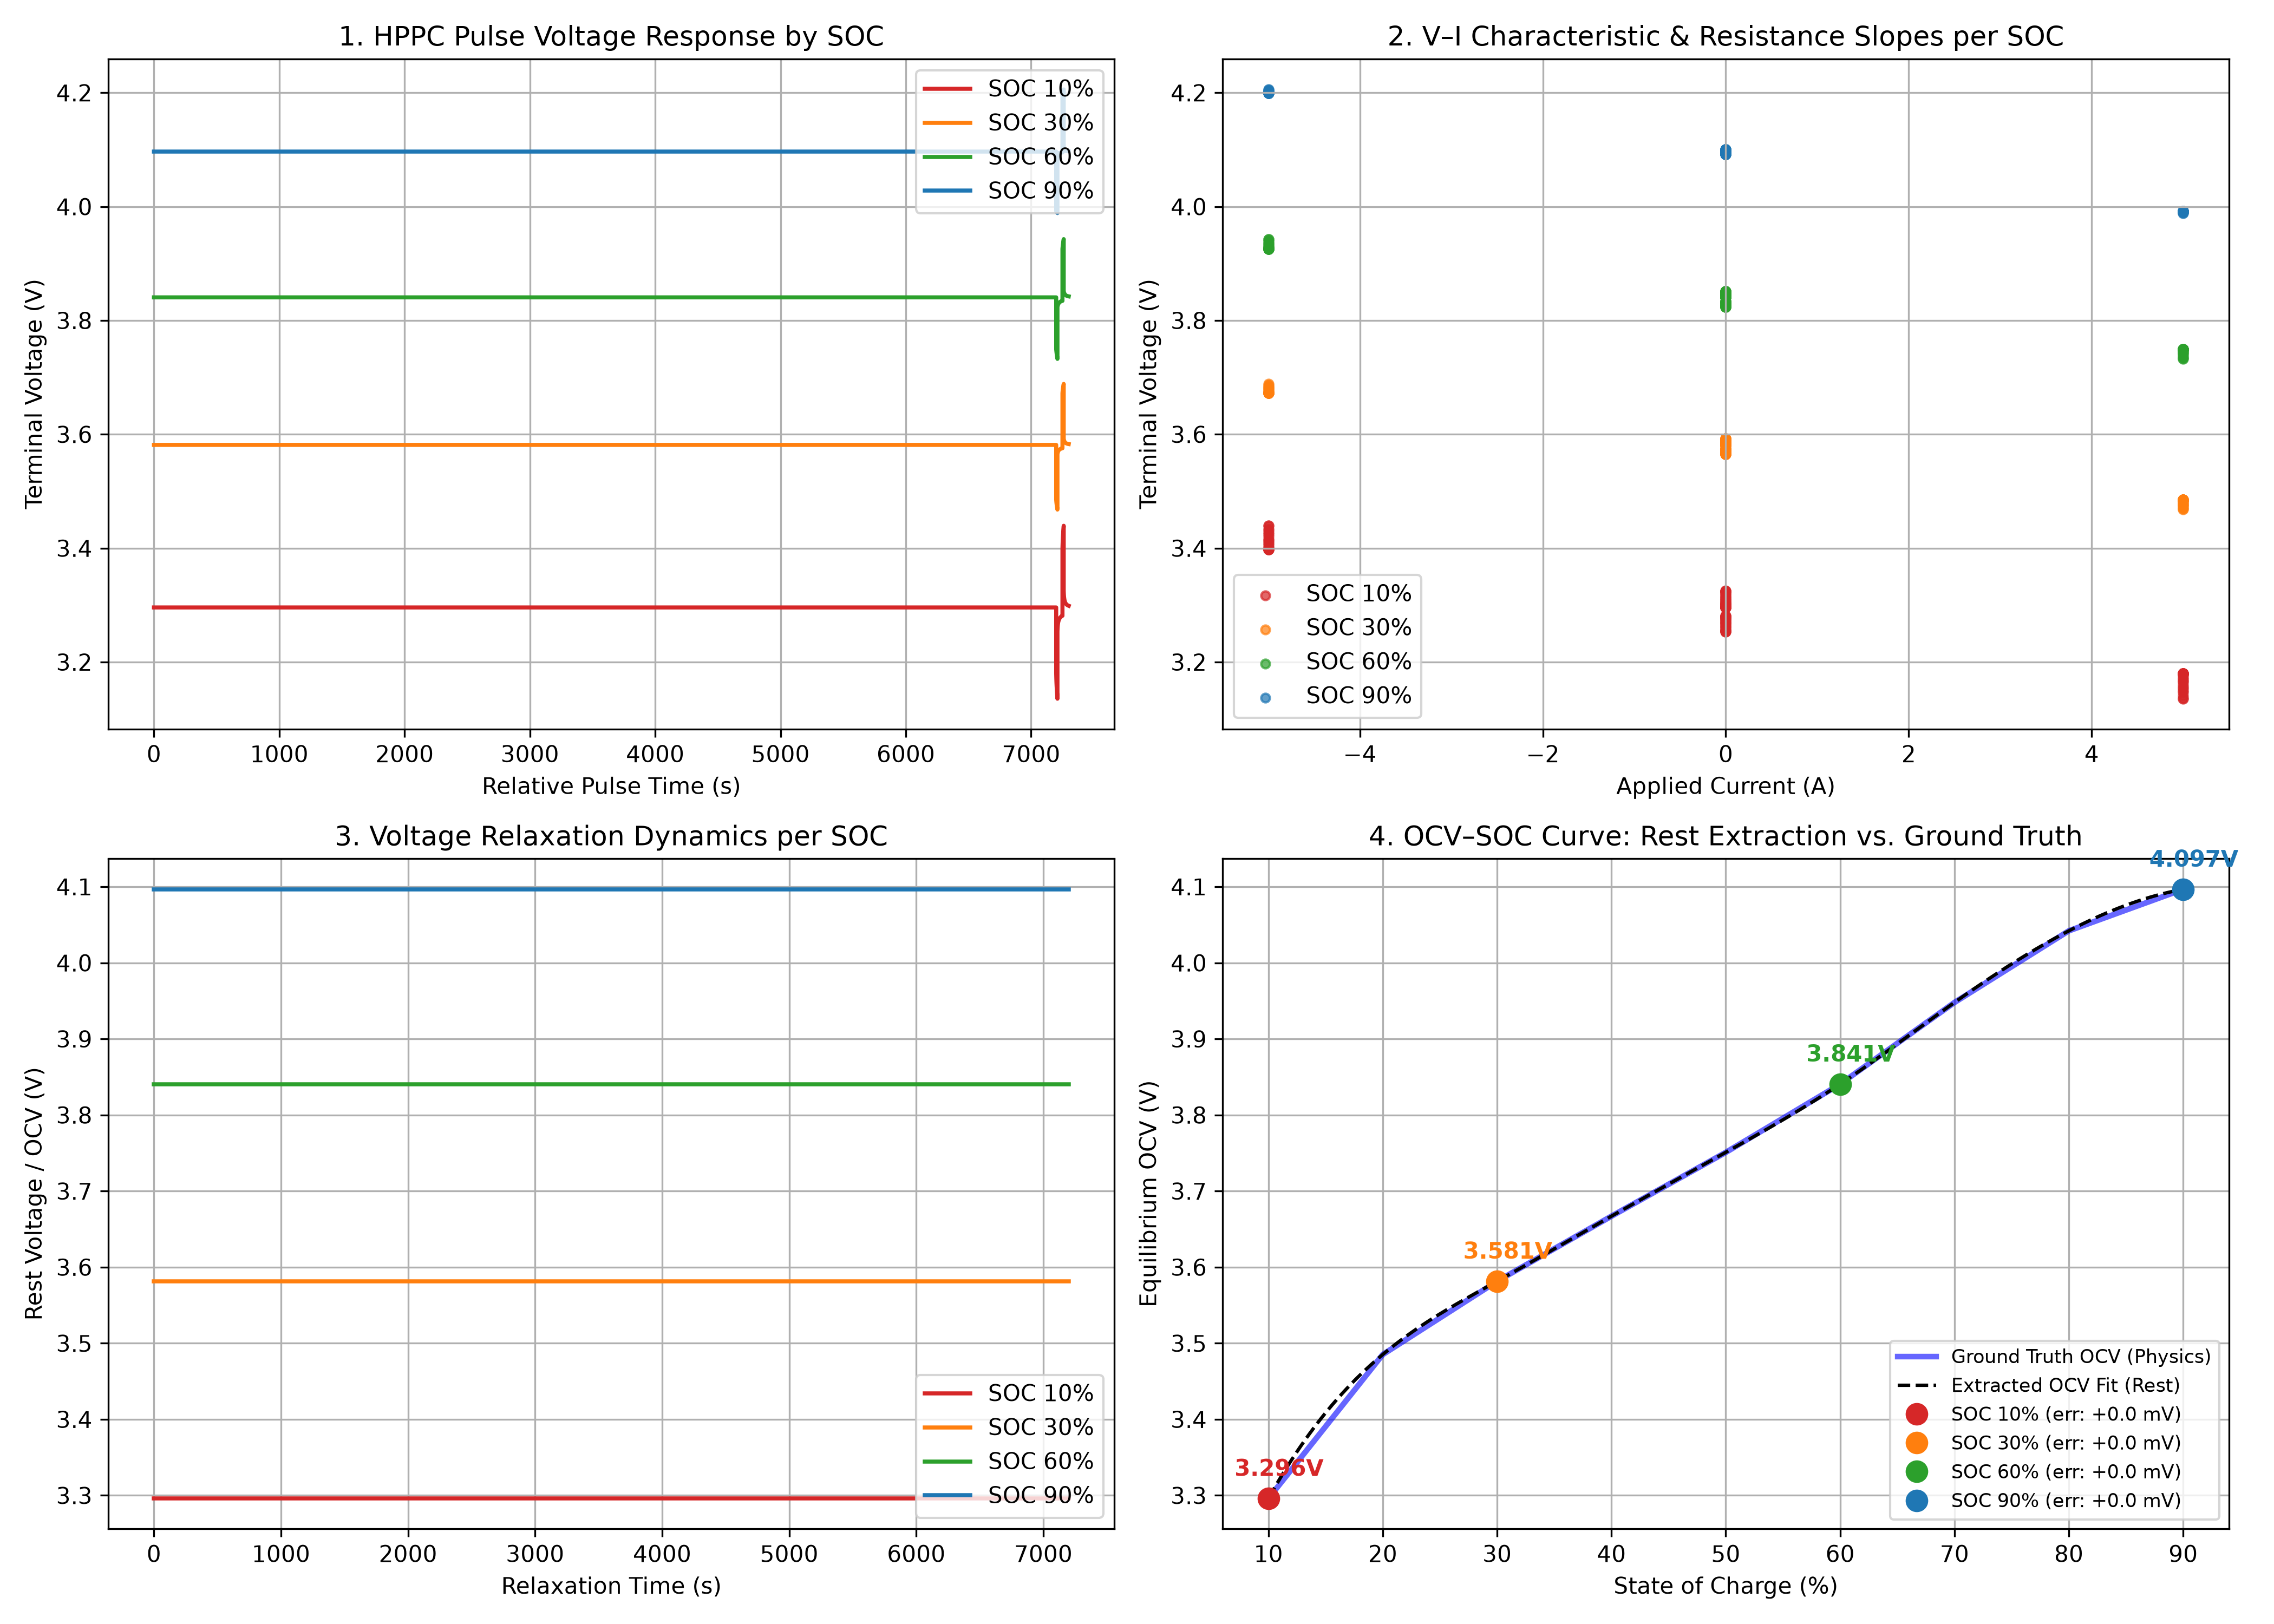 1. HPPC Pulse Voltage Response by SOC
Terminal Voltage (V)
4.2
4.0
3.8
3.6
3.4
3.2
0
1000
2000
3000
4000
5000
6000
7000
Relative Pulse Time (s)
SOC 10%
SOC 30%
SOC 60%
SOC 90%
2. V–I Characteristic & Resistance Slopes per SOC
Terminal Voltage (V)
4.2
4.0
3.8
3.6
3.4
3.2
−4
−2
0
2
4
Applied Current (A)
SOC 10%
SOC 30%
SOC 60%
SOC 90%
3. Voltage Relaxation Dynamics per SOC
Rest Voltage / OCV (V)
4.1
4.0
3.9
3.8
3.7
3.6
3.5
3.4
3.3
0
1000
2000
3000
4000
5000
6000
7000
Relaxation Time (s)
SOC 10%
SOC 30%
SOC 60%
SOC 90%
4. OCV–SOC Curve: Rest Extraction vs. Ground Truth
Equilibrium OCV (V)
4.1
4.0
3.9
3.8
3.7
3.6
3.5
3.4
3.3
4.097V
3.841V
3.581V
3.296V
10
20
30
40
50
60
70
80
90
State of Charge (%)
Ground Truth OCV (Physics)
Extracted OCV Fit (Rest)
SOC 10% (err: +0.0 mV)
SOC 30% (err: +0.0 mV)
SOC 60% (err: +0.0 mV)
SOC 90% (err: +0.0 mV)